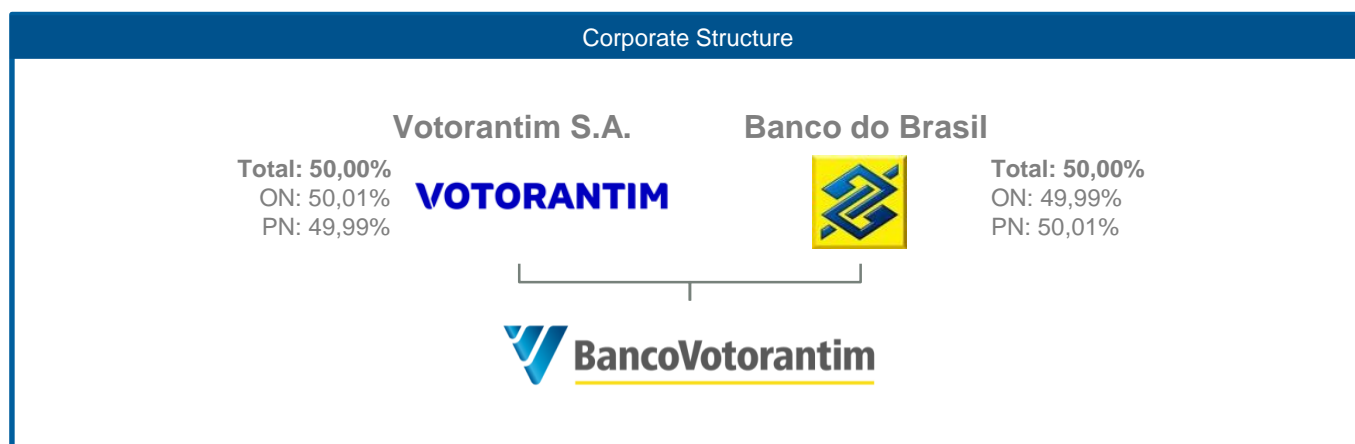 Corporate Structure
Votorantim S.A.
Total: 50,00%
ON: 50,01%
PN: 49,99%
VOTORANTIM
Banco do Brasil
Total: 50,00%
ON: 49,99%
PN: 50,01%
BancoVotorantim